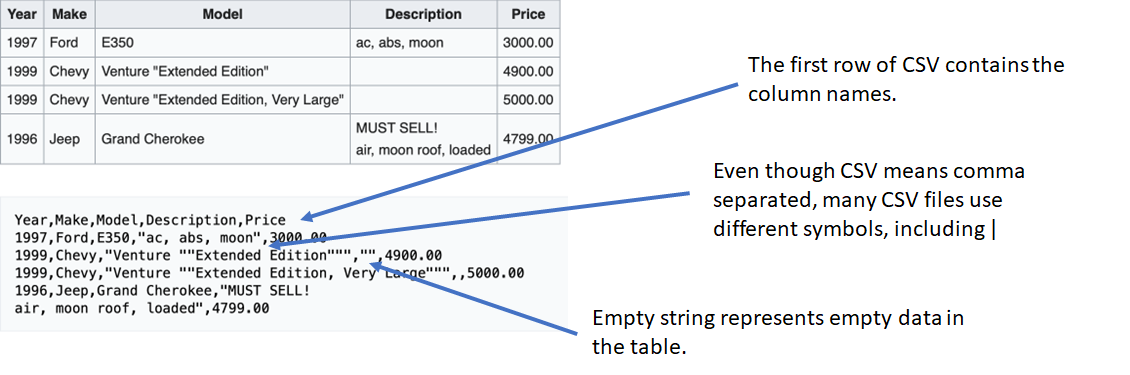 Year Make Model Description Price
1997 Ford E350 ac, abs, moon 3000.00
1999 Chevy Venture "Extended Edition" 4900.00
1999 Chevy Venture "Extended Edition, Very Large" 5000.00
1996 Jeep Grand Cherokee MUST SELL!
air, moon roof, loaded 4799.00
The first row of CSV contains the
column names.
Even though CSV means comma
separated, many CSV files use
different symbols, including |
Year,Make,Model,Description,Price
1997,Ford,E350,"ac, abs, moon",3000.00
1999,Chevy,"Venture ""Extended Edition""","",4900.00
1999,Chevy,"Venture ""Extended Edition, Very Large""",,5000.00
1996,Jeep,Grand Cherokee,"MUST SELL!
air, moon roof, loaded",4799.00
Empty string represents empty data in
the table.